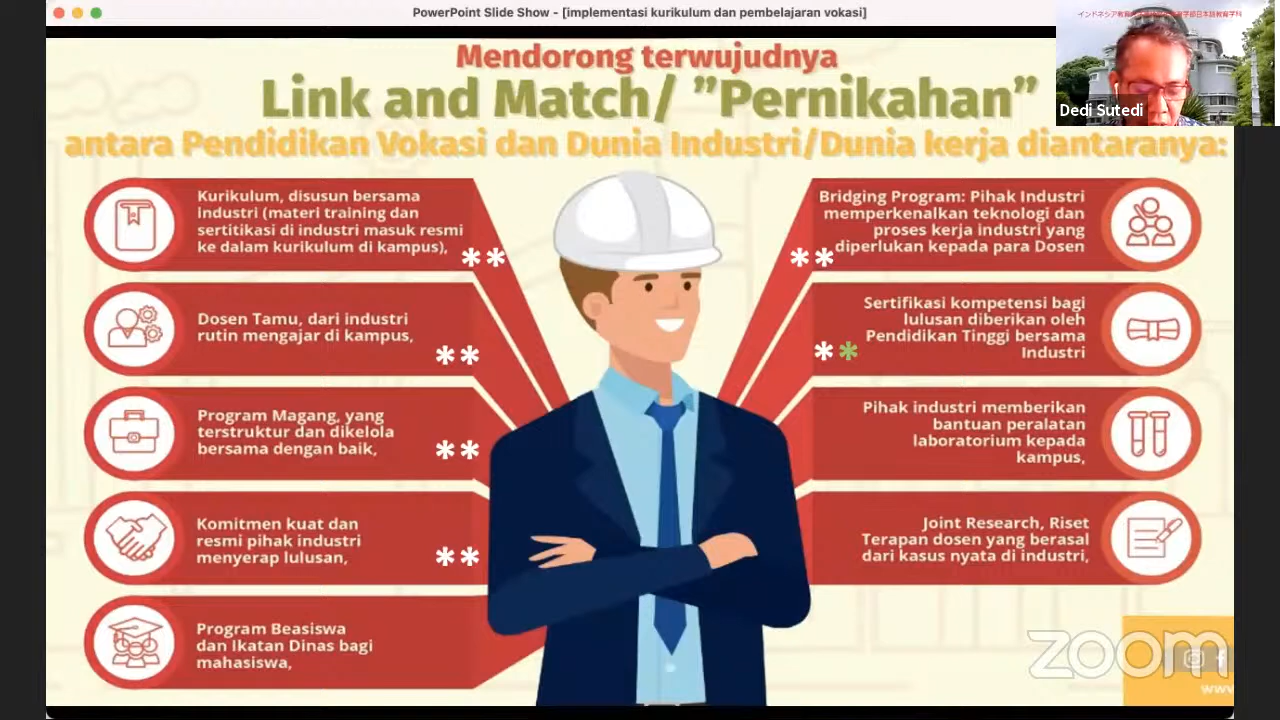 PowerPoint Slide Show - [implementasi kurikulum dan pembelajaran vokasi]
Dedi Sutedi
Mendorong terwujudnya
Link and Match/ ”Pernikahan”
antara Pendidikan Vokasi dan Dunia Industri/Dunia kerja diantaranya:
Kurikulum, disusun bersama
Industri (materi training dan
sertitikasi di industri masuk resmi
ke dalam kurikulum di kampus),
**
Dosen Tamu, dari industri
rutin mengajar di kampus,
**
Program Magang, yang
terstruktur dan dikelola
bersama dengan baik,
**
Komitmen kuat dan
resmi pihak industri
menyerap lulusan,
**
Program Beasiswa
dan Ikatan Dinas bagi
mahasiswa,
Bridging Program: Pihak Industri
memperkenalkan teknologi dan
proses kerja industri yang
diperlukan kepada para Dosen
**
Sertifikasi kompetensi bagi
lulusan diberikan oleh
Pendidikan Tinggi bersama
Industri
**
Pihak industri memberikan
bantuan peralatan
laboratorium kepada
kampus,
Joint Research, Riset
Terapan dosen yang berasal
dari kasus nyata di industri,
zoom
www